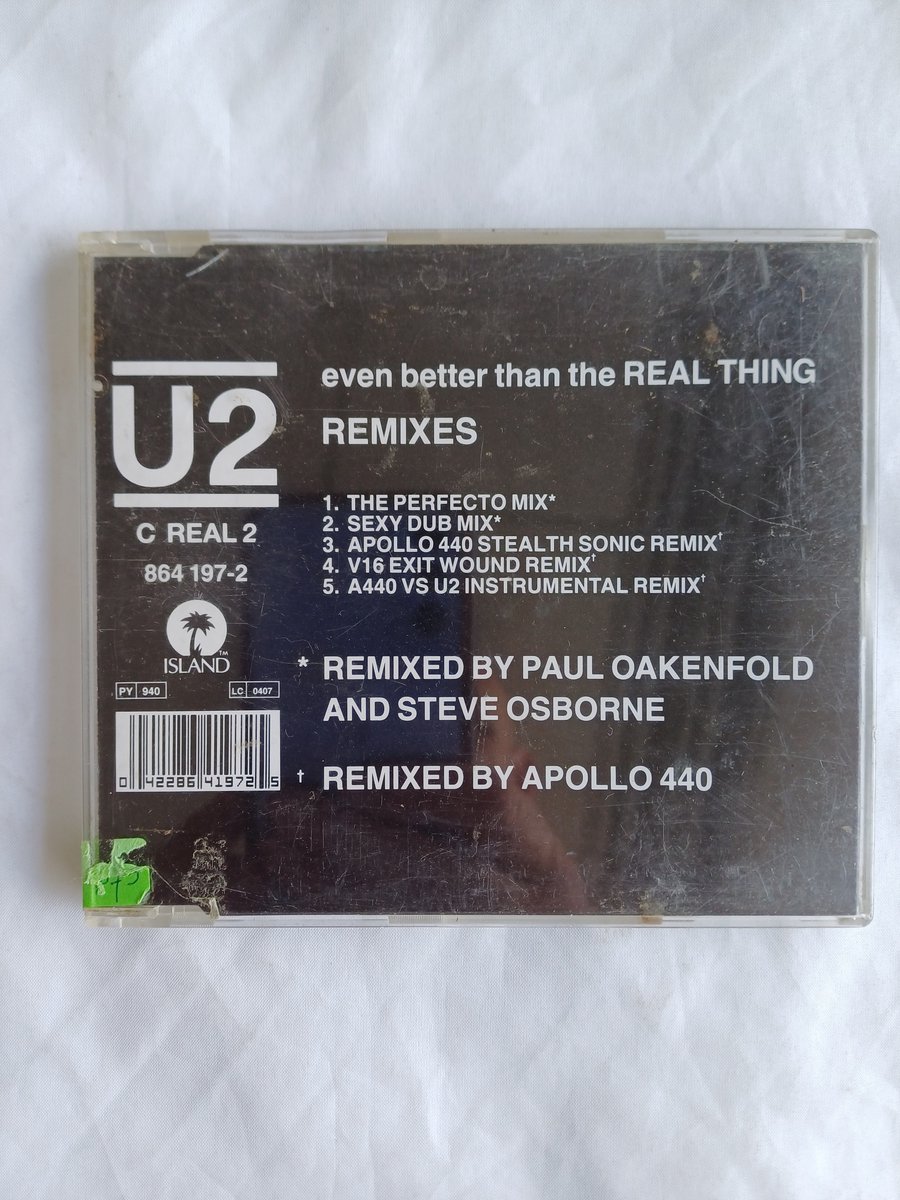 U2
C REAL 2
864 197-2
ISLAND™
PY 940
LC 0407
0 42286 41972 5
even better than the REAL THING
REMIXES
1. THE PERFECTO MIX*
2. SEXY DUB MIX*
3. APOLLO 440 STEALTH SONIC REMIX†
4. V16 EXIT WOUND REMIX†
5. A440 VS U2 INSTRUMENTAL REMIX†
* REMIXED BY PAUL OAKENFOLD
AND STEVE OSBORNE
† REMIXED BY APOLLO 440